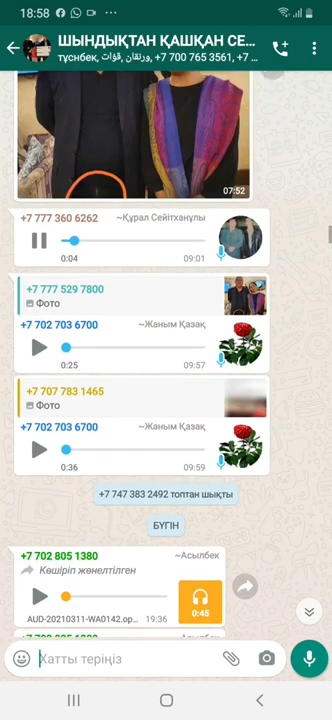 18:58
83%
ШЫНДЫҚТАН ҚАШҚАН СЕ...
тұснбек, ورتقان, قۋات, +7 700 765 3561, +7 ...
07:52
+7 777 360 6262 ~Құрал Сейітханұлы
0:04 09:01
+7 777 529 7800
Фото
+7 702 703 6700 ~Жаным Қазақ
0:25 09:57
+7 707 783 1465
Фото
+7 702 703 6700 ~Жаным Қазақ
0:36 09:59
+7 747 383 2492 топтан шықты
БҮГІН
+7 702 805 1380 ~Асылбек
Көшіріп жөнелтілген
0:45
AUD-20210311-WA0142.op... 19:36
Хатты теріңіз